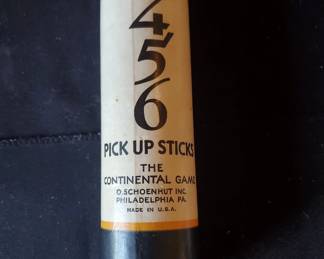 4
5
6
PICK UP STICKS
THE
CONTINENTAL GAME
O. SCHOENHUT INC.
PHILADELPHIA PA.
MADE IN U.S.A.